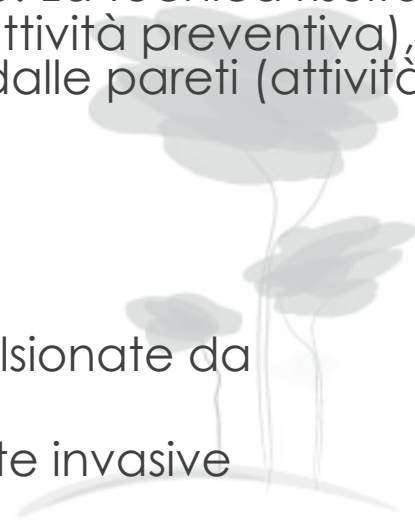 ttività preventiva),
dalle pareti (attività
lsionate da
te invasive